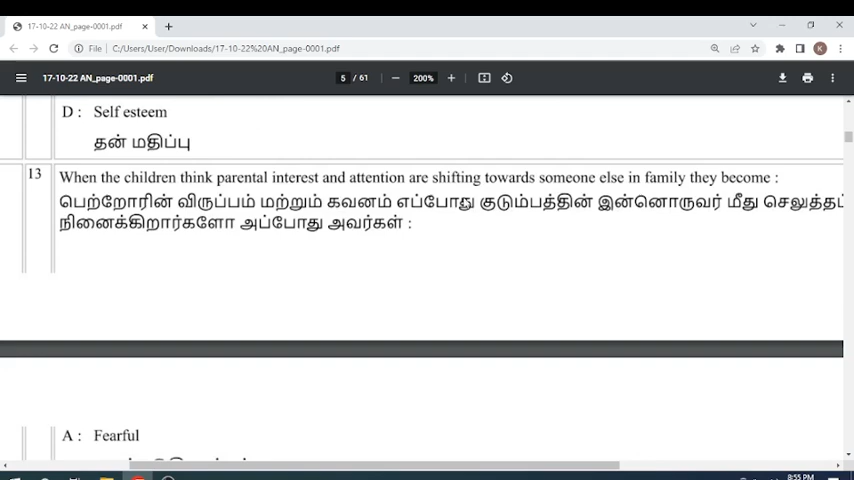 17-10-22 AN_page-0001.pdf
File C:/Users/User/Downloads/17-10-22%20AN_page-0001.pdf
K
17-10-22 AN_page-0001.pdf 5 / 61 200%
D : Self esteem
தன் மதிப்பு
13 When the children think parental interest and attention are shifting towards someone else in family they become :
பெற்றோரின் விருப்பம் மற்றும் கவனம் எப்போது குடும்பத்தின் இன்னொருவர் மீது
நினைக்கிறார்களோ அப்போது அவர்கள் :
A : Fearful
8:55 PM